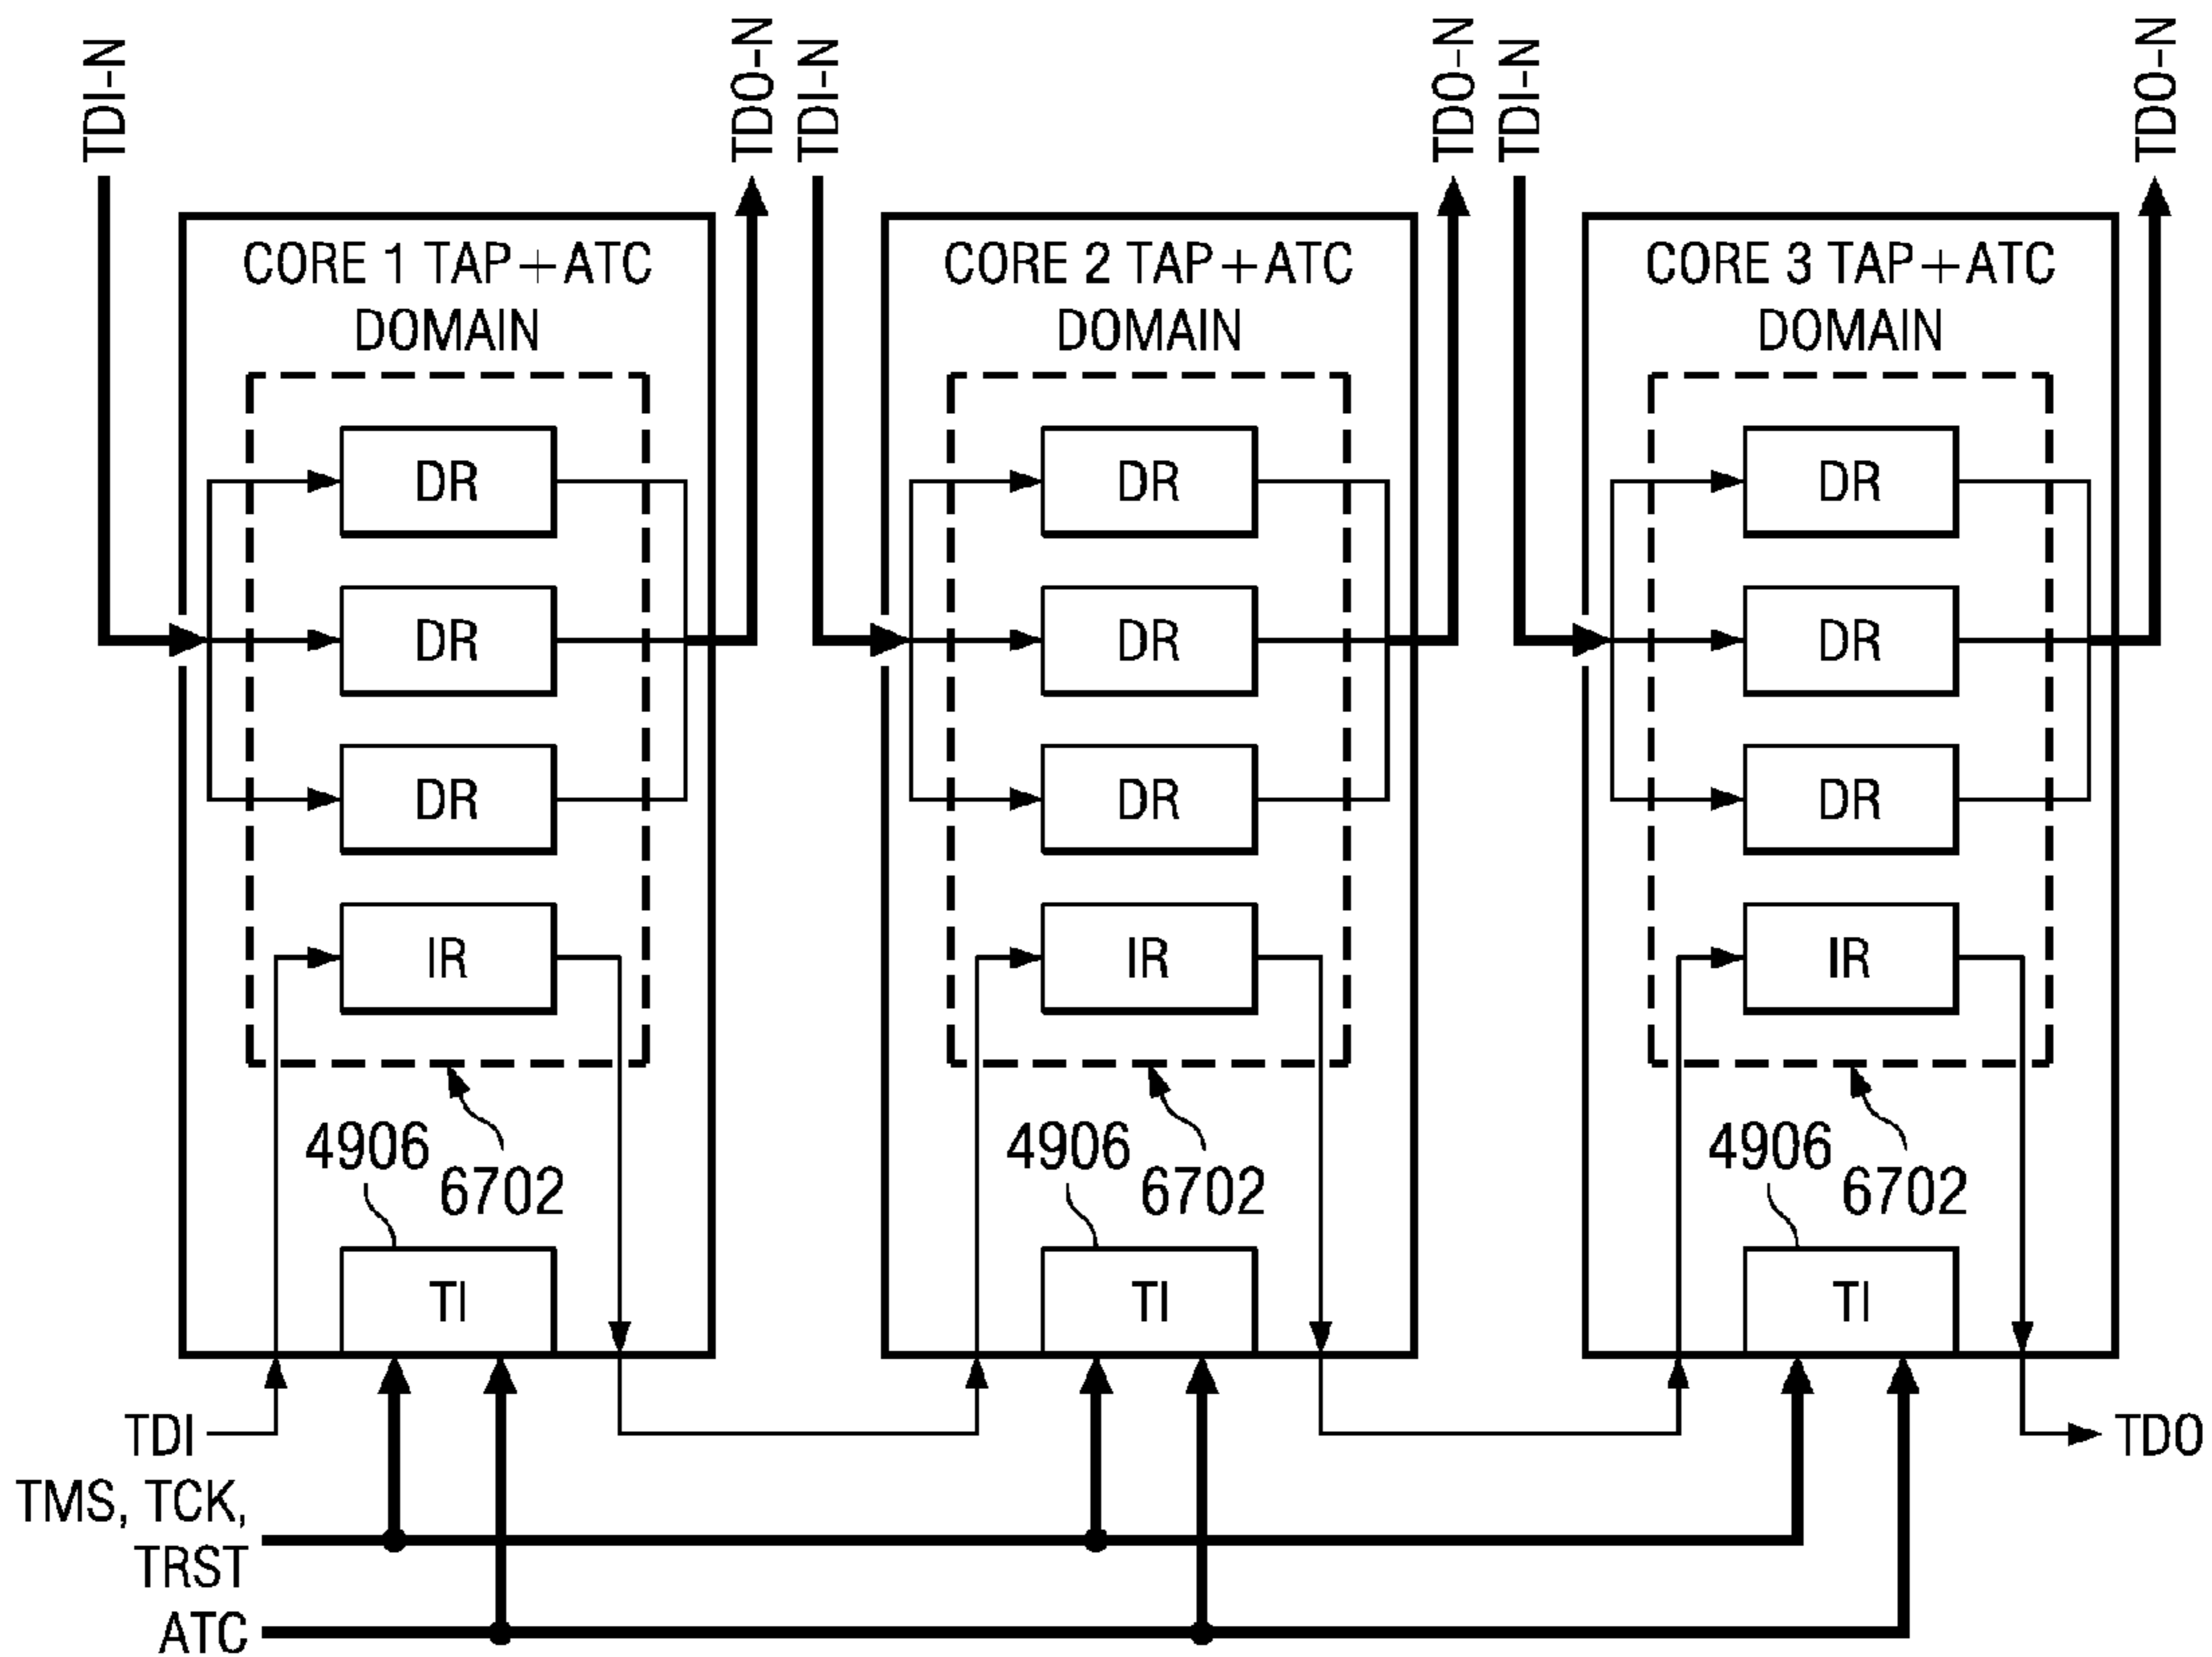 TDI-N
TDO-N
TDI-N
TDO-N
TDI-N
TDO-N
CORE 1 TAP+ATC
DOMAIN
DR
DR
DR
IR
4906
6702
TI
CORE 2 TAP+ATC
DOMAIN
DR
DR
DR
IR
4906
6702
TI
CORE 3 TAP+ATC
DOMAIN
DR
DR
DR
IR
4906
6702
TI
TDI
TDO
TMS, TCK,
TRST
ATC